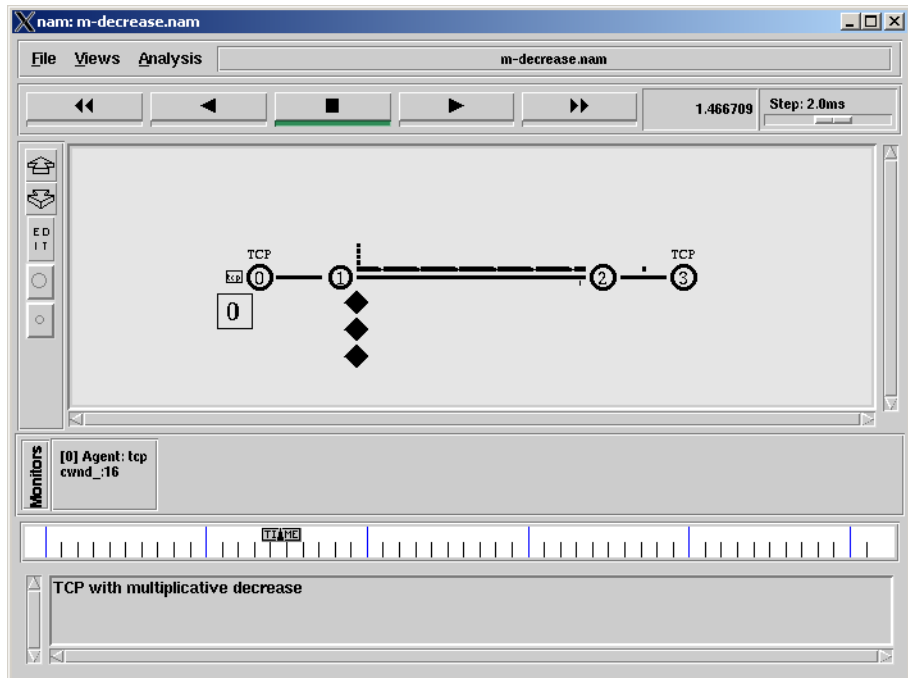 nam: m-decrease.nam
File Views Analysis m-decrease.nam
1.466709 Step: 2.0ms
ED
IT
TCP TCP
tcp 0 1 2 3
0
Monitors
[0] Agent: tcp
cwnd_:16
TIME
TCP with multiplicative decrease